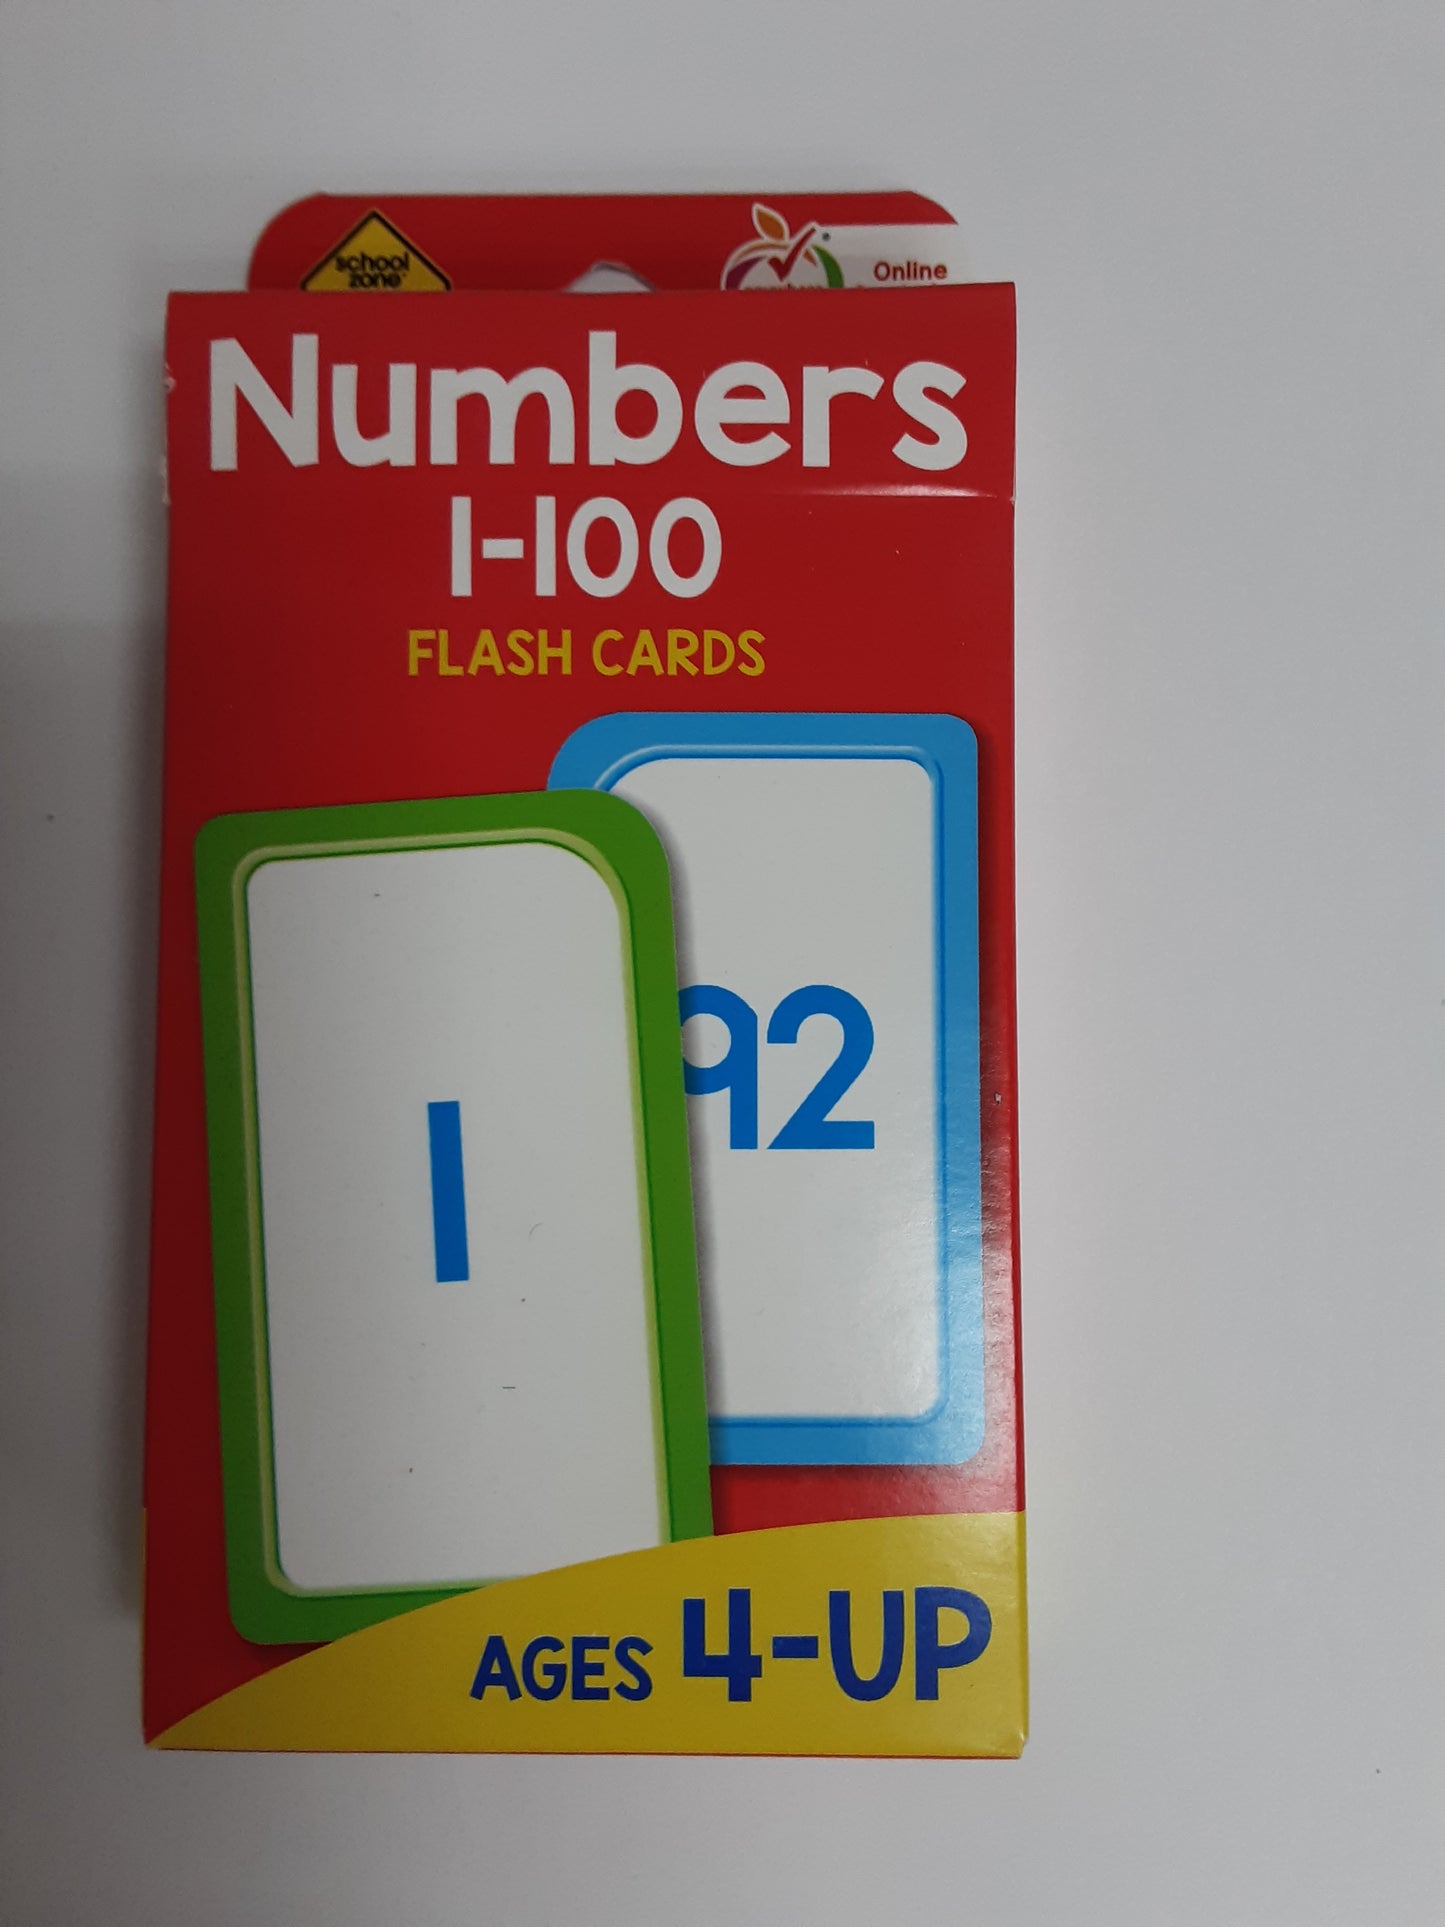 school
zone
Online
Numbers
1-100
FLASH CARDS
92
1
AGES 4-UP